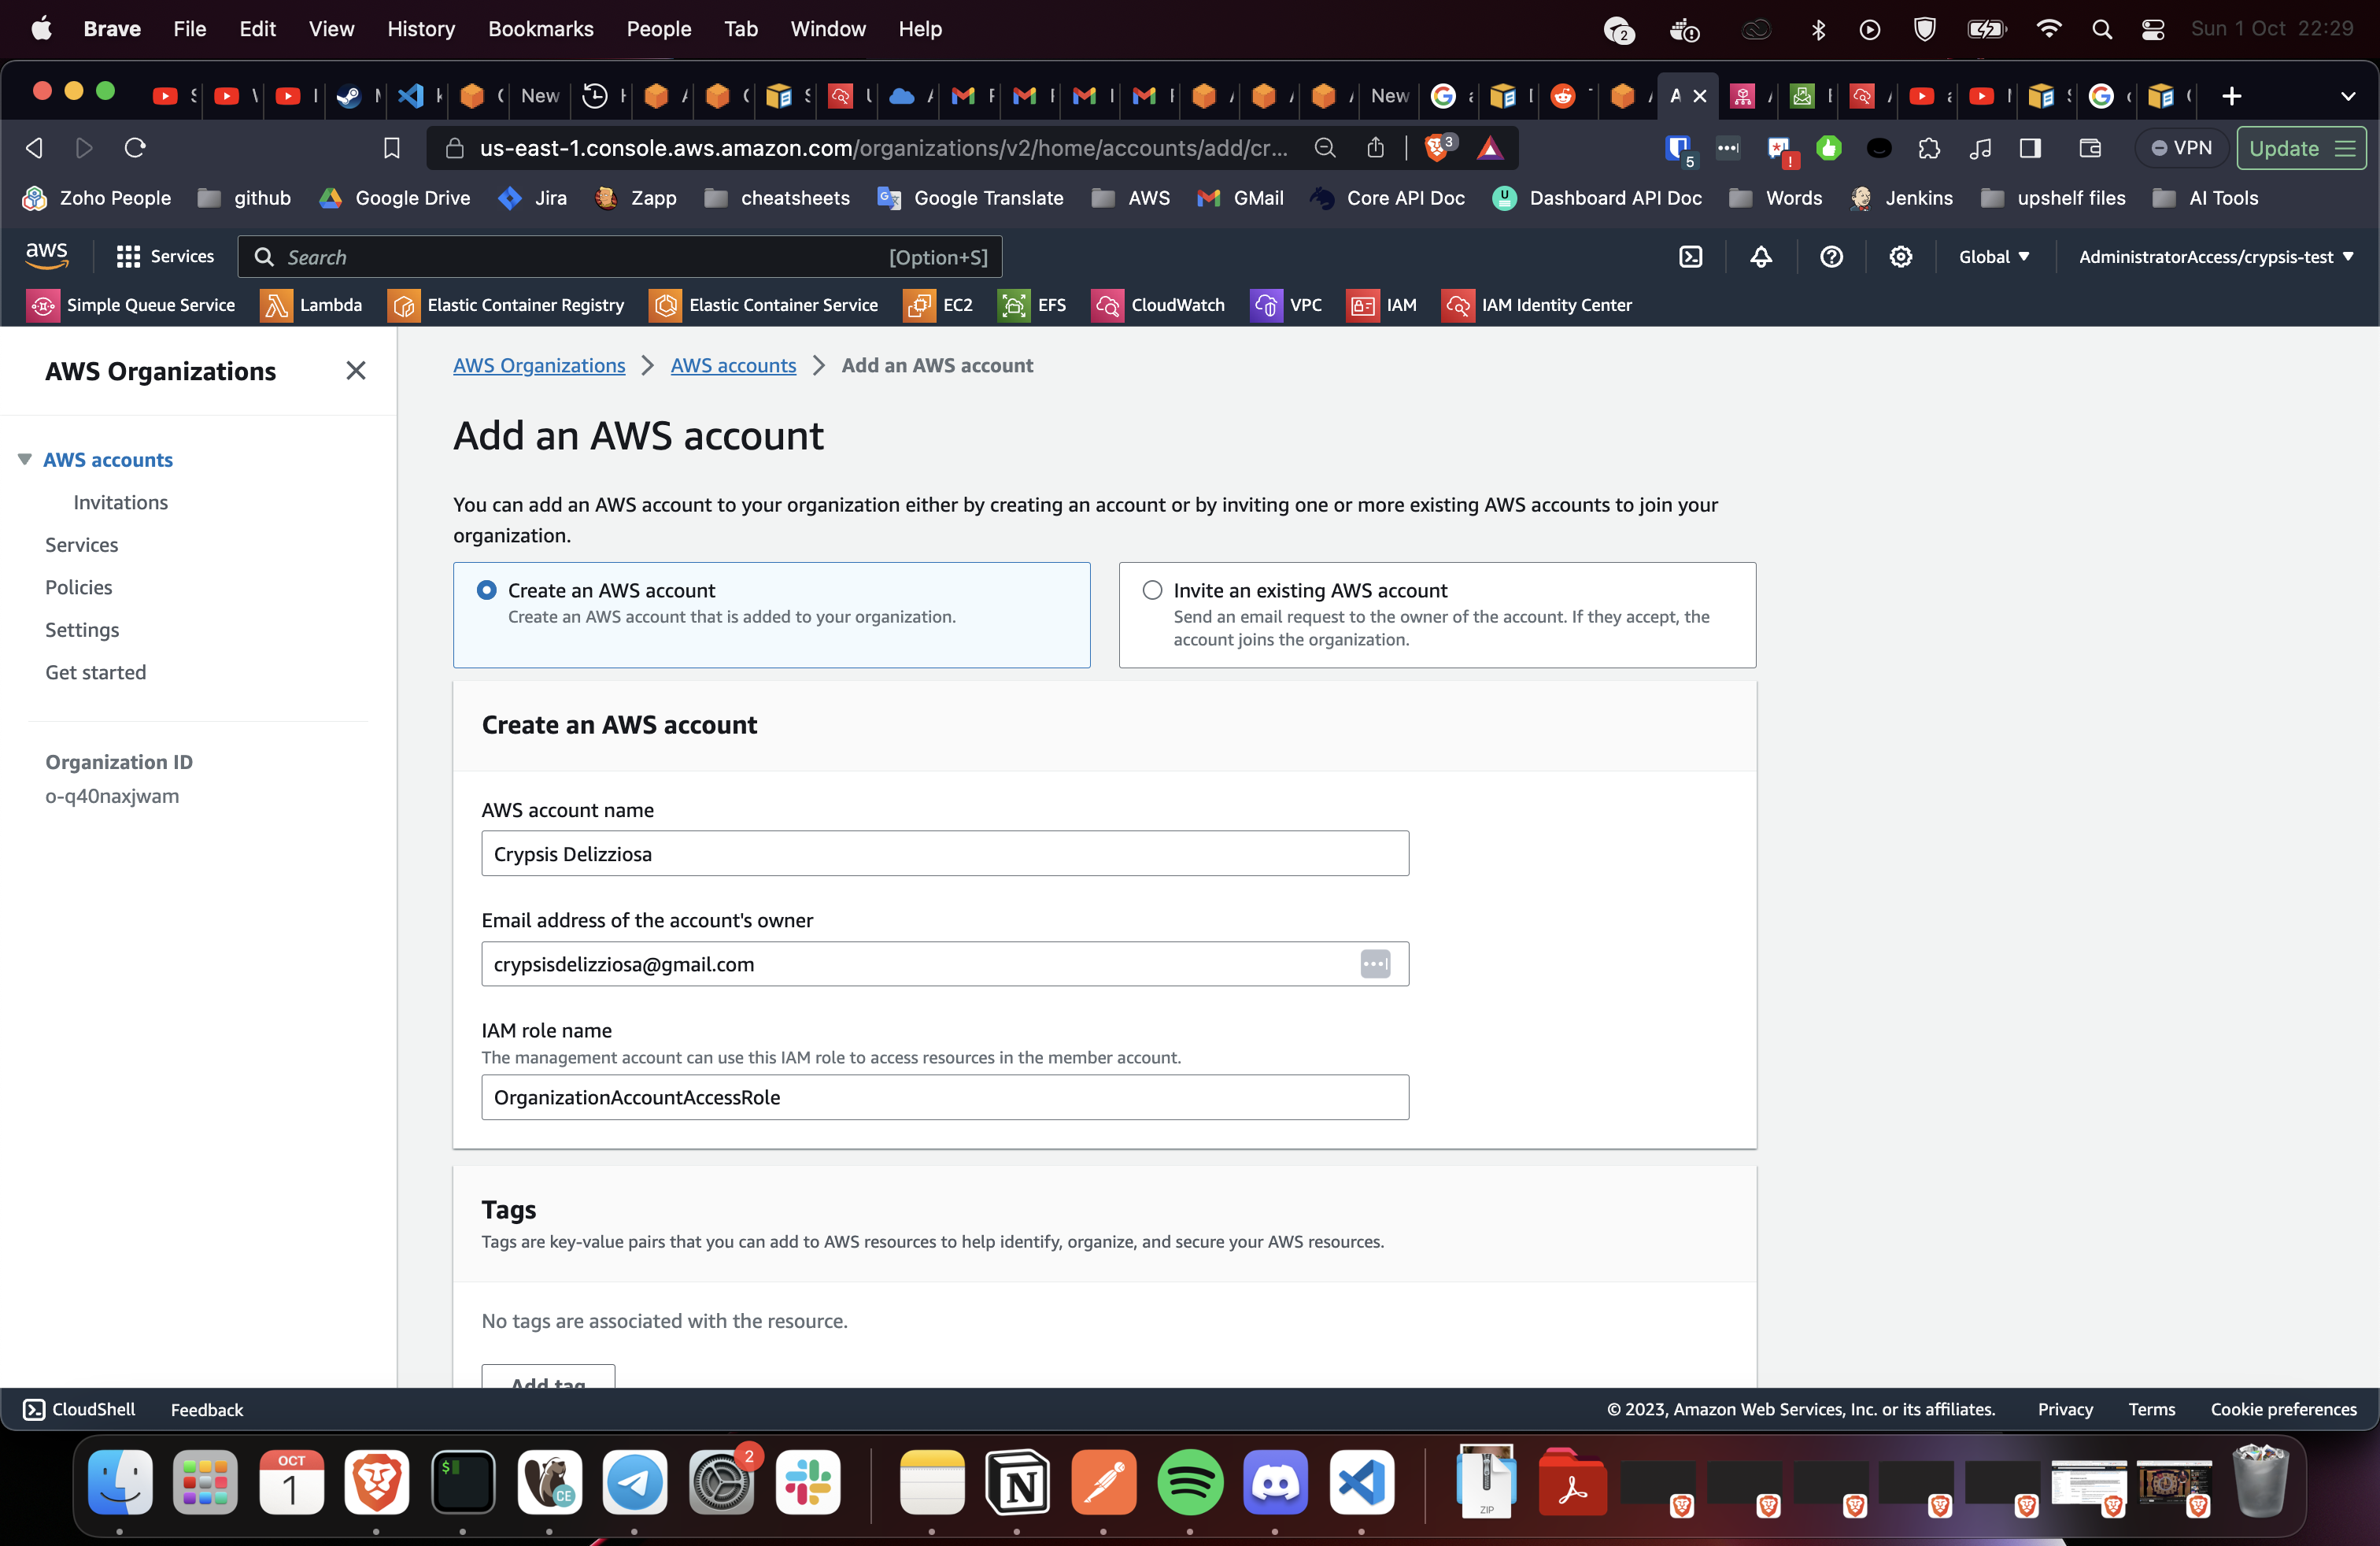 Brave File Edit View History Bookmarks People Tab Window Help 2 Sun 1 Oct 22:29
New New A
us-east-1.console.aws.amazon.com/organizations/v2/home/accounts/add/cr... 3 5 VPN Update
Zoho People github Google Drive Jira Zapp cheatsheets Google Translate AWS GMail Core API Doc Dashboard API Doc Words Jenkins upshelf files AI Tools
aws Services Search [Option+S] Global AdministratorAccess/crypsis-test
Simple Queue Service Lambda Elastic Container Registry Elastic Container Service EC2 EFS CloudWatch VPC IAM IAM Identity Center
AWS Organizations
AWS accounts
Invitations
Services
Policies
Settings
Get started
Organization ID
o-q40naxjwam
AWS Organizations AWS accounts Add an AWS account
Add an AWS account
You can add an AWS account to your organization either by creating an account or by inviting one or more existing AWS accounts to join your
organization.
Create an AWS account
Create an AWS account that is added to your organization.
Invite an existing AWS account
Send an email request to the owner of the account. If they accept, the
account joins the organization.
Create an AWS account
AWS account name
Crypsis Delizziosa
Email address of the account's owner
crypsisdelizziosa@gmail.com
IAM role name
The management account can use this IAM role to access resources in the member account.
OrganizationAccountAccessRole
Tags
Tags are key-value pairs that you can add to AWS resources to help identify, organize, and secure your AWS resources.
No tags are associated with the resource.
Add tag
CloudShell Feedback © 2023, Amazon Web Services, Inc. or its affiliates. Privacy Terms Cookie preferences
OCT
1
$
CE
2
ZIP